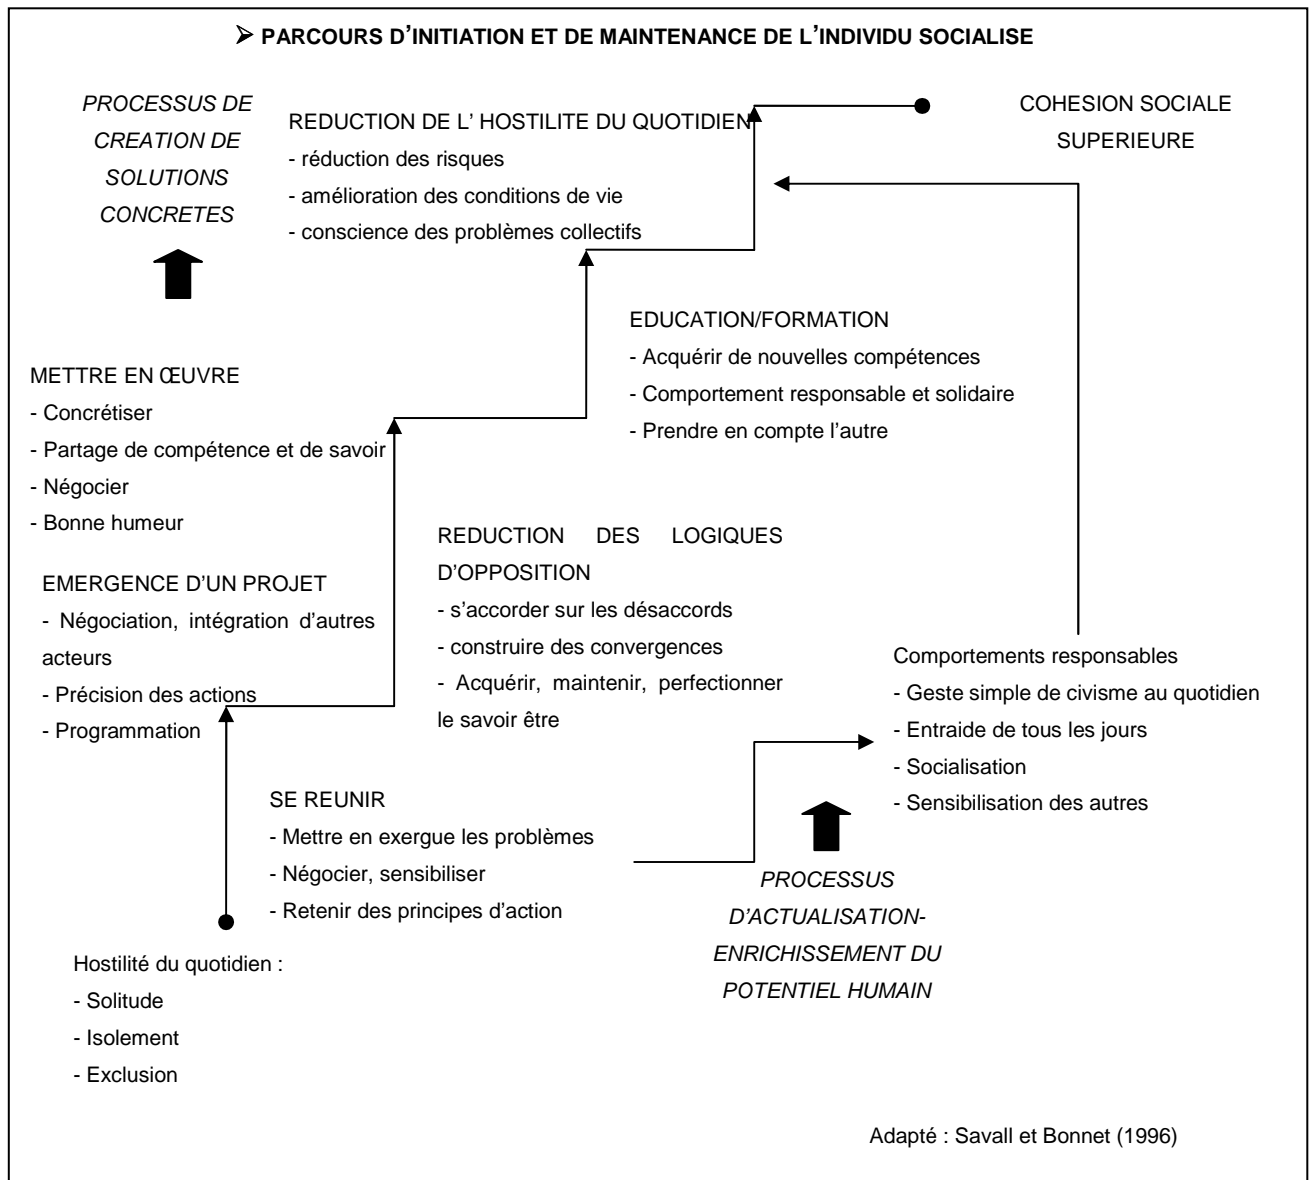 ➢ PARCOURS D'INITIATION ET DE MAINTENANCE DE L'INDIVIDU SOCIALISE
PROCESSUS DE
CREATION DE
SOLUTIONS
CONCRETES
REDUCTION DE L' HOSTILITE DU QUOTIDIEN
- réduction des risques
- amélioration des conditions de vie
- conscience des problèmes collectifs
COHESION SOCIALE
SUPERIEURE
EDUCATION/FORMATION
- Acquérir de nouvelles compétences
- Comportement responsable et solidaire
- Prendre en compte l'autre
METTRE EN ŒUVRE
- Concrétiser
- Partage de compétence et de savoir
- Négocier
- Bonne humeur
REDUCTION DES LOGIQUES
D'OPPOSITION
- s'accorder sur les désaccords
- construire des convergences
- Acquérir, maintenir, perfectionner
le savoir être
EMERGENCE D'UN PROJET
- Négociation, intégration d'autres
acteurs
- Précision des actions
- Programmation
Comportements responsables
- Geste simple de civisme au quotidien
- Entraide de tous les jours
- Socialisation
- Sensibilisation des autres
SE REUNIR
- Mettre en exergue les problèmes
- Négocier, sensibiliser
- Retenir des principes d'action
PROCESSUS
D'ACTUALISATION-
ENRICHISSEMENT DU
POTENTIEL HUMAIN
Hostilité du quotidien :
- Solitude
- Isolement
- Exclusion
Adapté : Savall et Bonnet (1996)